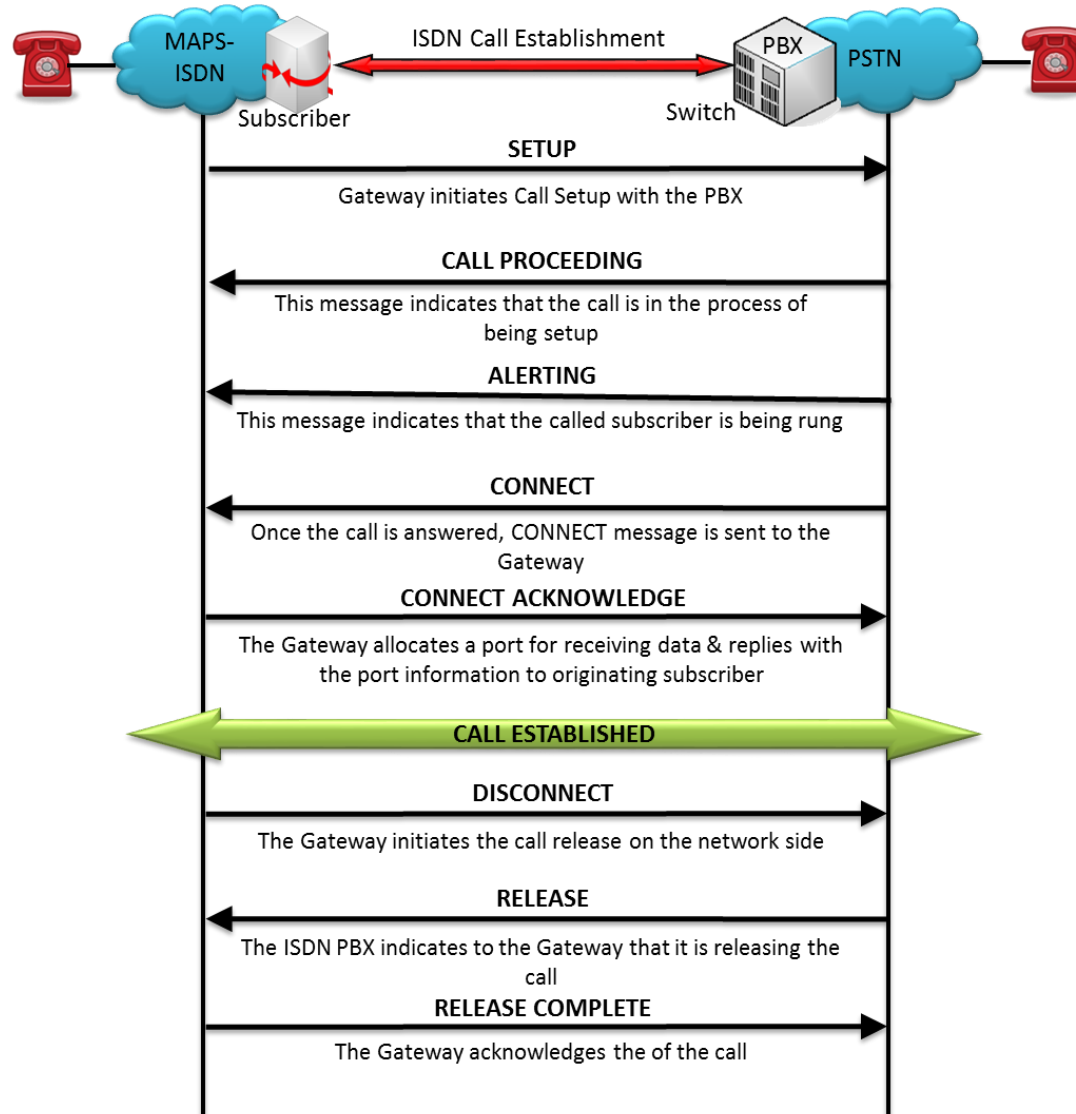 MAPS-
ISDN
Subscriber
ISDN Call Establishment
PBX
Switch
PSTN
SETUP
Gateway initiates Call Setup with the PBX
CALL PROCEEDING
This message indicates that the call is in the process of
being setup
ALERTING
This message indicates that the called subscriber is being rung
CONNECT
Once the call is answered, CONNECT message is sent to the
Gateway
CONNECT ACKNOWLEDGE
The Gateway allocates a port for receiving data & replies with
the port information to originating subscriber
CALL ESTABLISHED
DISCONNECT
The Gateway initiates the call release on the network side
RELEASE
The ISDN PBX indicates to the Gateway that it is releasing the
call
RELEASE COMPLETE
The Gateway acknowledges the of the call